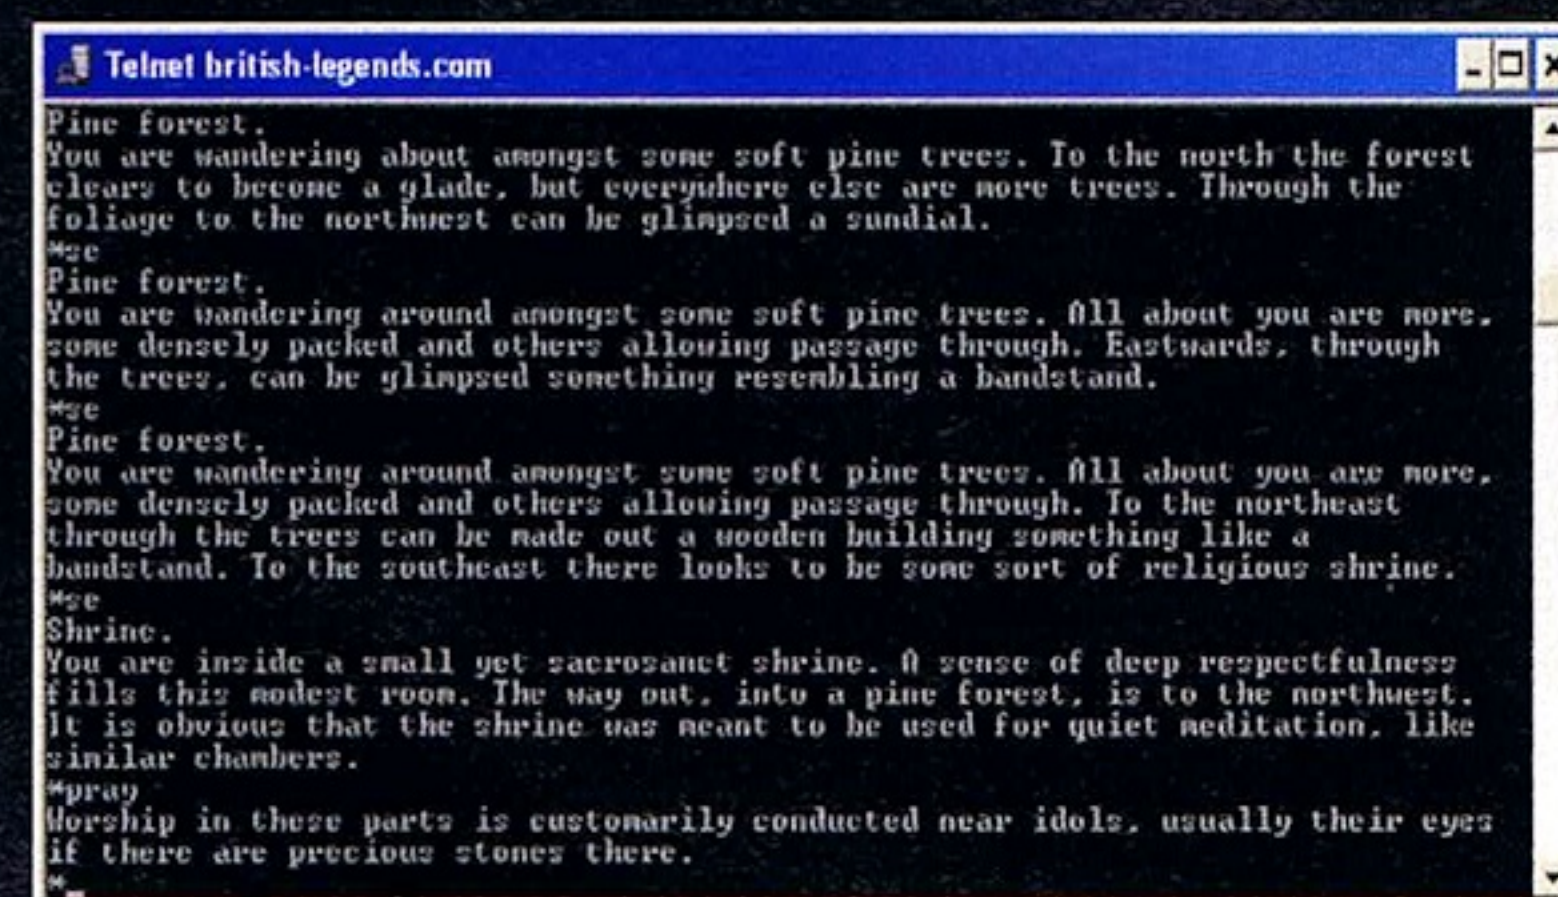 Telnet british-legends.com
Pine forest.
You are wandering about amongst some soft pine trees. To the north the forest
clears to become a glade, but everywhere else are more trees. Through the
foliage to the northwest can be glimpsed a sundial.
*se
Pine forest.
You are wandering around amongst some soft pine trees. All about you are more,
some densely packed and others allowing passage through. Eastwards, through
the trees, can be glimpsed something resembling a bandstand.
*se
Pine forest.
You are wandering around amongst some soft pine trees. All about you are more,
some densely packed and others allowing passage through. To the northeast
through the trees can be made out a wooden building something like a
bandstand. To the southeast there looks to be some sort of religious shrine.
*se
Shrine.
You are inside a small yet sacrosanct shrine. A sense of deep respectfulness
fills this modest room. The way out, into a pine forest, is to the northwest.
It is obvious that the shrine was meant to be used for quiet meditation, like
similar chambers.
*pray
Worship in these parts is customarily conducted near idols, usually their eyes
if there are precious stones there.
*